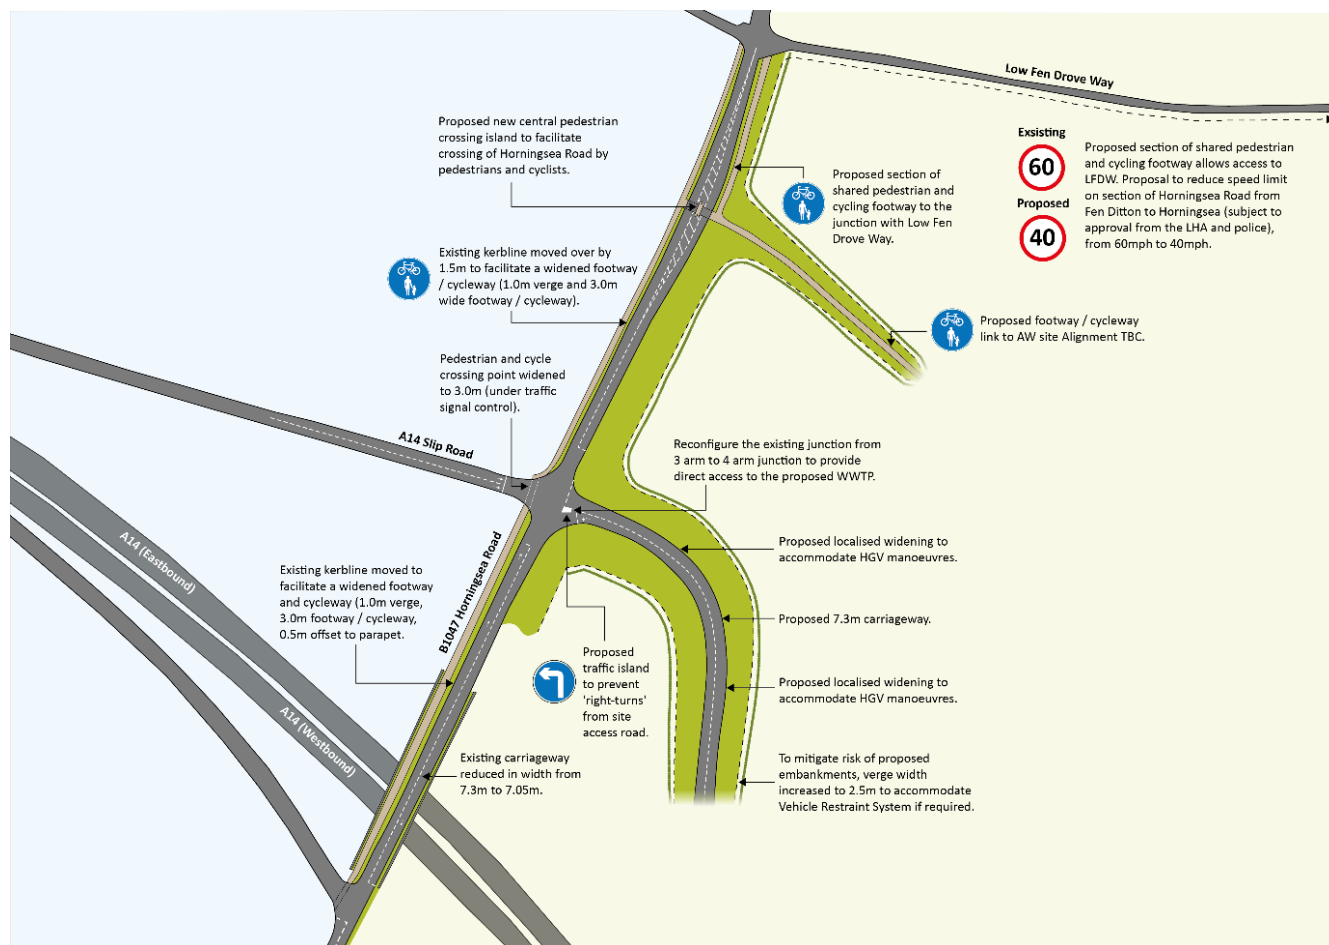 Low Fen Drove Way
Proposed new central pedestrian
crossing island to facilitate
crossing of Horningsea Road by
pedestrians and cyclists.
Exsisting
60
Proposed
40
Proposed section of shared pedestrian
and cycling footway allows access to
LFDW. Proposal to reduce speed limit
on section of Horningsea Road from
Fen Ditton to Horningsea (subject to
approval from the LHA and police),
from 60mph to 40mph.
Proposed section of
shared pedestrian and
cycling footway to the
junction with Low Fen
Drove Way.
Existing kerbline moved over by
1.5m to facilitate a widened footway
/ cycleway (1.0m verge and 3.0m
wide footway / cycleway).
Proposed footway / cycleway
link to AW site Alignment TBC.
Pedestrian and cycle
crossing point widened
to 3.0m (under traffic
signal control).
A14 Slip Road
Reconfigure the existing junction from
3 arm to 4 arm junction to provide
direct access to the proposed WWTP.
A14 (Eastbound)
B1047 Horningsea Road
Proposed localised widening to
accommodate HGV manoeuvres.
Existing kerbline moved to
facilitate a widened footway
and cycleway (1.0m verge,
3.0m footway / cycleway,
0.5m offset to parapet.
Proposed 7.3m carriageway.
Proposed
traffic island
to prevent
'right-turns'
from site
access road.
Proposed localised widening to
accommodate HGV manoeuvres.
A14 (Westbound)
Existing carriageway
reduced in width from
7.3m to 7.05m.
To mitigate risk of proposed
embankments, verge width
increased to 2.5m to accommodate
Vehicle Restraint System if required.